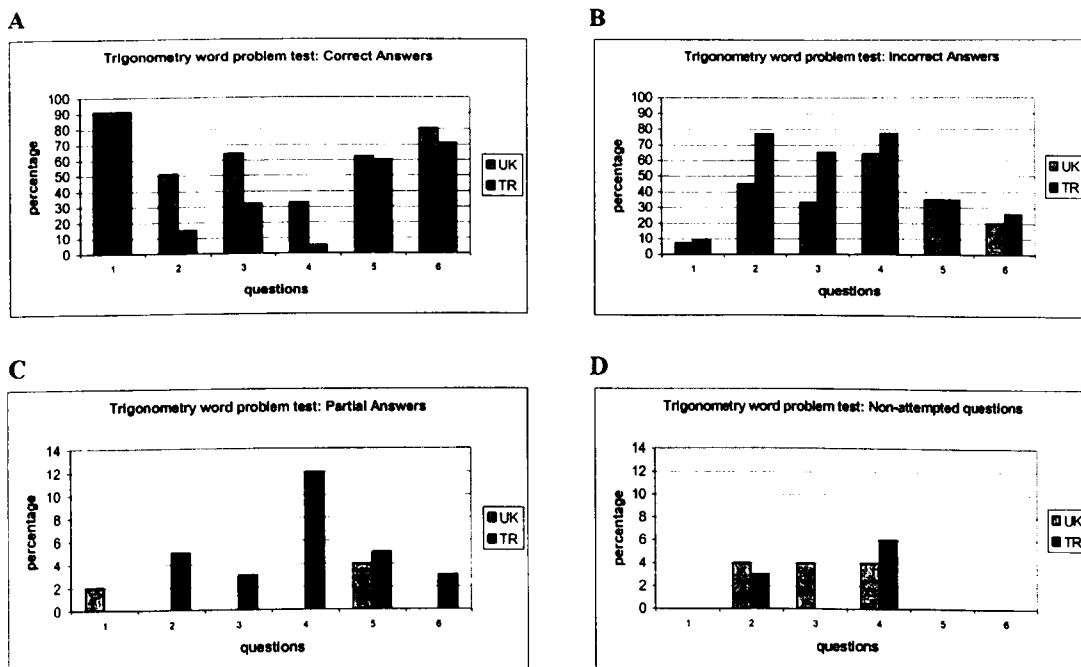 A
Trigonometry word problem test: Correct Answers
percentage
100
90
80
70
60
50
40
30
20
10
0
1 2 3 4 5 6
questions
UK
TR
B
Trigonometry word problem test: Incorrect Answers
percentage
100
90
80
70
60
50
40
30
20
10
0
1 2 3 4 5 6
questions
UK
TR
C
Trigonometry word problem test: Partial Answers
percentage
14
12
10
8
6
4
2
0
1 2 3 4 5 6
questions
UK
TR
D
Trigonometry word problem test: Non-attempted questions
percentage
14
12
10
8
6
4
2
0
1 2 3 4 5 6
questions
UK
TR